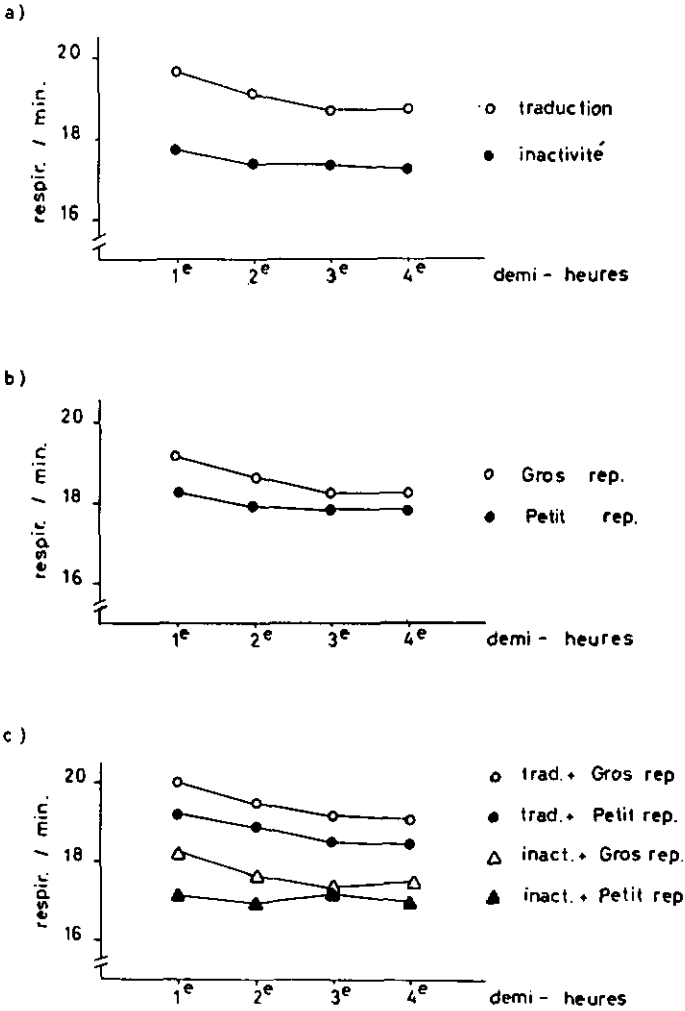 a)
20
18
16
respir. / min.
1e 2e 3e 4e demi - heures
traduction
inactivité
b)
20
18
16
respir. / min.
1e 2e 3e 4e demi - heures
Gros rep.
Petit rep.
c)
20
18
16
respir. / min.
1e 2e 3e 4e demi - heures
trad. + Gros rep
trad. + Petit rep.
inact. + Gros rep.
inact. + Petit rep